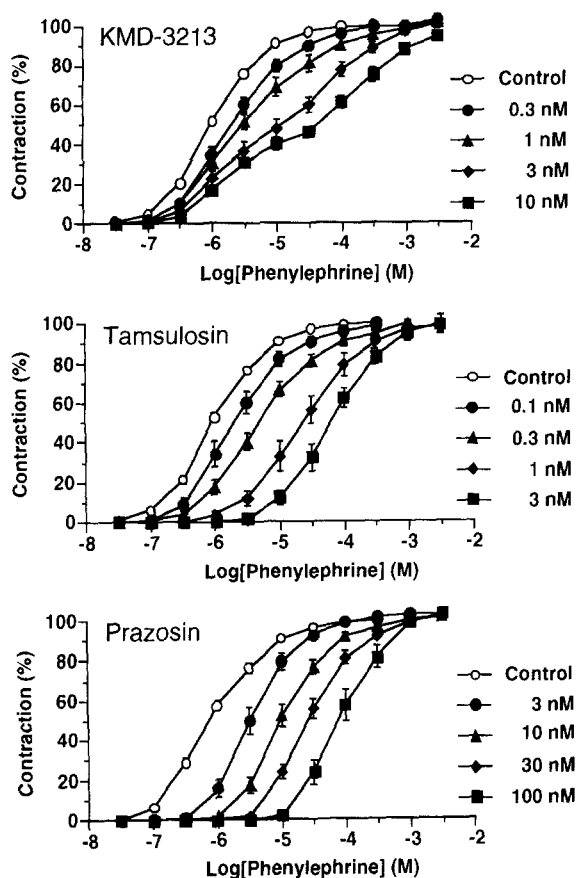 KMD-3213
Contraction (%)
100
80
60
40
20
0
-8 -7 -6 -5 -4 -3 -2
Log[Phenylephrine] (M)
Control
0.3 nM
1 nM
3 nM
10 nM
Tamsulosin
Contraction (%)
100
80
60
40
20
0
-8 -7 -6 -5 -4 -3 -2
Log[Phenylephrine] (M)
Control
0.1 nM
0.3 nM
1 nM
3 nM
Prazosin
Contraction (%)
100
80
60
40
20
0
-8 -7 -6 -5 -4 -3 -2
Log[Phenylephrine] (M)
Control
3 nM
10 nM
30 nM
100 nM